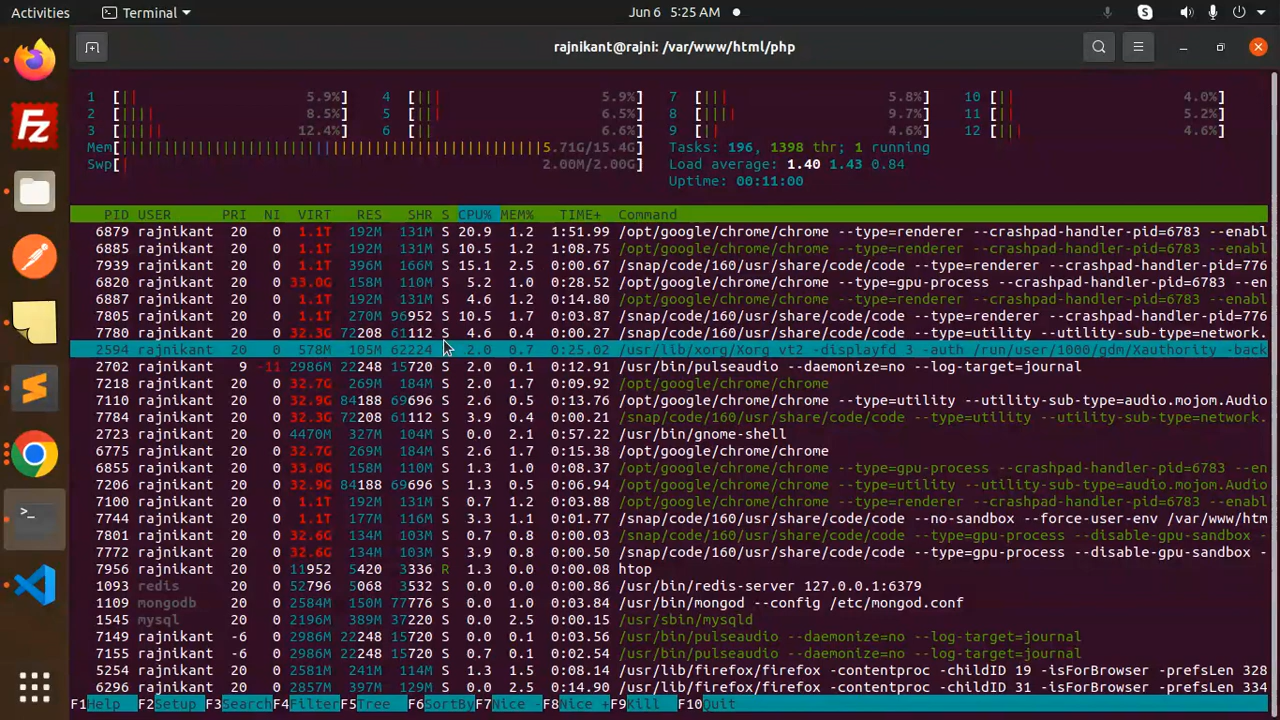 Activities Terminal Jun 6 5:25 AM
rajnikant@rajni: /var/www/html/php
1 [|| 5.9%] 4 [||| 5.9%] 7 [||| 5.8%] 10 [|| 4.0%]
2 [|||| 8.5%] 5 [||| 6.5%] 8 [|||| 9.7%] 11 [|| 5.2%]
3 [||||| 12.4%] 6 [|| 6.6%] 9 [|| 4.6%] 12 [||| 4.6%]
Mem[||||||||||||||||||||||||||||||||||||||||||||||||||5.71G/15.4G] Tasks: 196, 1398 thr; 1 running
Swp[| 2.00M/2.00G] Load average: 1.40 1.43 0.84
Uptime: 00:11:00
PID USER PRI NI VIRT RES SHR S CPU% MEM% TIME+ Command
6879 rajnikant 20 0 1.1T 192M 131M S 20.9 1.2 1:51.99 /opt/google/chrome/chrome --type=renderer --crashpad-handler-pid=6783 --enabl
6885 rajnikant 20 0 1.1T 192M 131M S 10.5 1.2 1:08.75 /opt/google/chrome/chrome --type=renderer --crashpad-handler-pid=6783 --enabl
7939 rajnikant 20 0 1.1T 396M 166M S 15.1 2.5 0:00.67 /snap/code/160/usr/share/code/code --type=renderer --crashpad-handler-pid=776
6820 rajnikant 20 0 33.0G 158M 110M S 5.2 1.0 0:28.52 /opt/google/chrome/chrome --type=gpu-process --crashpad-handler-pid=6783 --en
6887 rajnikant 20 0 1.1T 192M 131M S 4.6 1.2 0:14.80 /opt/google/chrome/chrome --type=renderer --crashpad-handler-pid=6783 --enabl
7805 rajnikant 20 0 1.1T 270M 96952 S 10.5 1.7 0:03.87 /snap/code/160/usr/share/code/code --type=renderer --crashpad-handler-pid=776
7780 rajnikant 20 0 32.3G 72208 61112 S 4.6 0.4 0:00.27 /snap/code/160/usr/share/code/code --type=utility --utility-sub-type=network.
2594 rajnikant 20 0 578M 105M 62224 2.0 0.7 0:25.02 /usr/lib/xorg/Xorg vt2 -displayfd 3 -auth /run/user/1000/gdm/Xauthority -back
2702 rajnikant 9 -11 2986M 22248 15720 S 2.0 0.1 0:12.91 /usr/bin/pulseaudio --daemonize=no --log-target=journal
7218 rajnikant 20 0 32.7G 269M 184M S 2.0 1.7 0:09.92 /opt/google/chrome/chrome
7110 rajnikant 20 0 32.9G 84188 69696 S 2.6 0.5 0:13.76 /opt/google/chrome/chrome --type=utility --utility-sub-type=audio.mojom.Audio
7784 rajnikant 20 0 32.3G 72208 61112 S 3.9 0.4 0:00.21 /snap/code/160/usr/share/code/code --type=utility --utility-sub-type=network.
2723 rajnikant 20 0 4470M 327M 104M S 0.0 2.1 0:57.22 /usr/bin/gnome-shell
6775 rajnikant 20 0 32.7G 269M 184M S 2.6 1.7 0:15.38 /opt/google/chrome/chrome
6855 rajnikant 20 0 33.0G 158M 110M S 1.3 1.0 0:08.37 /opt/google/chrome/chrome --type=gpu-process --crashpad-handler-pid=6783 --en
7206 rajnikant 20 0 32.9G 84188 69696 S 1.3 0.5 0:06.94 /opt/google/chrome/chrome --type=utility --utility-sub-type=audio.mojom.Audio
7100 rajnikant 20 0 1.1T 192M 131M S 0.7 1.2 0:03.88 /opt/google/chrome/chrome --type=renderer --crashpad-handler-pid=6783 --enabl
7744 rajnikant 20 0 1.1T 177M 116M S 3.3 1.1 0:01.77 /snap/code/160/usr/share/code/code --no-sandbox --force-user-env /var/www/htm
7801 rajnikant 20 0 32.6G 134M 103M S 0.7 0.8 0:00.03 /snap/code/160/usr/share/code/code --type=gpu-process --disable-gpu-sandbox -
7772 rajnikant 20 0 32.6G 134M 103M S 3.9 0.8 0:00.50 /snap/code/160/usr/share/code/code --type=gpu-process --disable-gpu-sandbox -
7956 rajnikant 20 0 11952 5420 3336 R 1.3 0.0 0:00.08 htop
1093 redis 20 0 52796 5068 3532 S 0.0 0.0 0:00.86 /usr/bin/redis-server 127.0.0.1:6379
1109 mongodb 20 0 2584M 150M 77776 S 0.0 1.0 0:03.84 /usr/bin/mongod --config /etc/mongod.conf
1545 mysql 20 0 2196M 389M 37220 S 0.0 2.5 0:00.15 /usr/sbin/mysqld
7149 rajnikant -6 0 2986M 22248 15720 S 0.0 0.1 0:03.56 /usr/bin/pulseaudio --daemonize=no --log-target=journal
7155 rajnikant -6 0 2986M 22248 15720 S 0.7 0.1 0:02.54 /usr/bin/pulseaudio --daemonize=no --log-target=journal
5254 rajnikant 20 0 2581M 241M 114M S 1.3 1.5 0:08.14 /usr/lib/firefox/firefox -contentproc -childID 19 -isForBrowser -prefsLen 328
6296 rajnikant 20 0 2857M 397M 129M S 0.7 2.5 0:14.90 /usr/lib/firefox/firefox -contentproc -childID 31 -isForBrowser -prefsLen 334
F1Help F2Setup F3SearchF4FilterF5Tree F6SortByF7Nice -F8Nice +F9Kill F10Quit